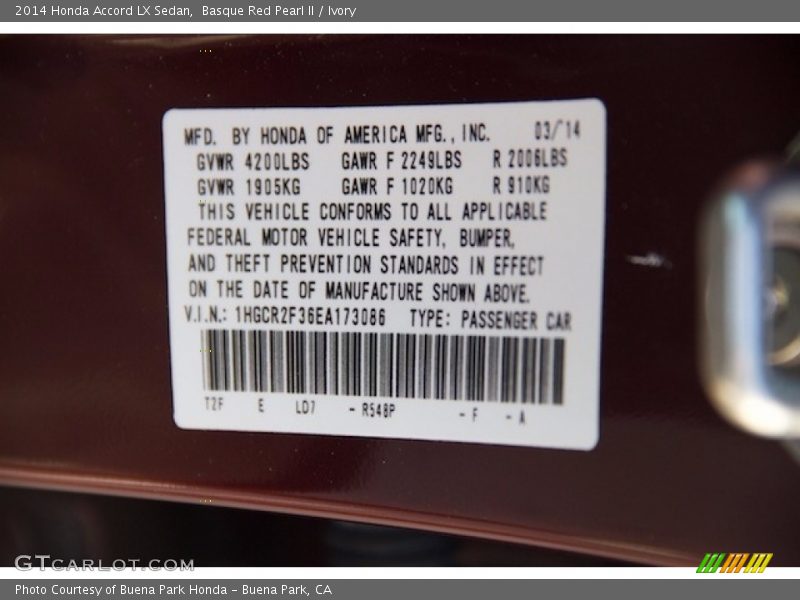 2014 Honda Accord LX Sedan, Basque Red Pearl II / Ivory
MFD. BY HONDA OF AMERICA MFG., INC. 03/14
GVWR 4200LBS GAWR F 2249LBS R 2006LBS
GVWR 1905KG GAWR F 1020KG R 910KG
THIS VEHICLE CONFORMS TO ALL APPLICABLE
FEDERAL MOTOR VEHICLE SAFETY, BUMPER,
AND THEFT PREVENTION STANDARDS IN EFFECT
ON THE DATE OF MANUFACTURE SHOWN ABOVE.
V.I.N.: 1HGCR2F36EA173086 TYPE: PASSENGER CAR
T2F E LD7 - R548P - F - A
GTCARLOT.COM
Photo Courtesy of Buena Park Honda – Buena Park, CA